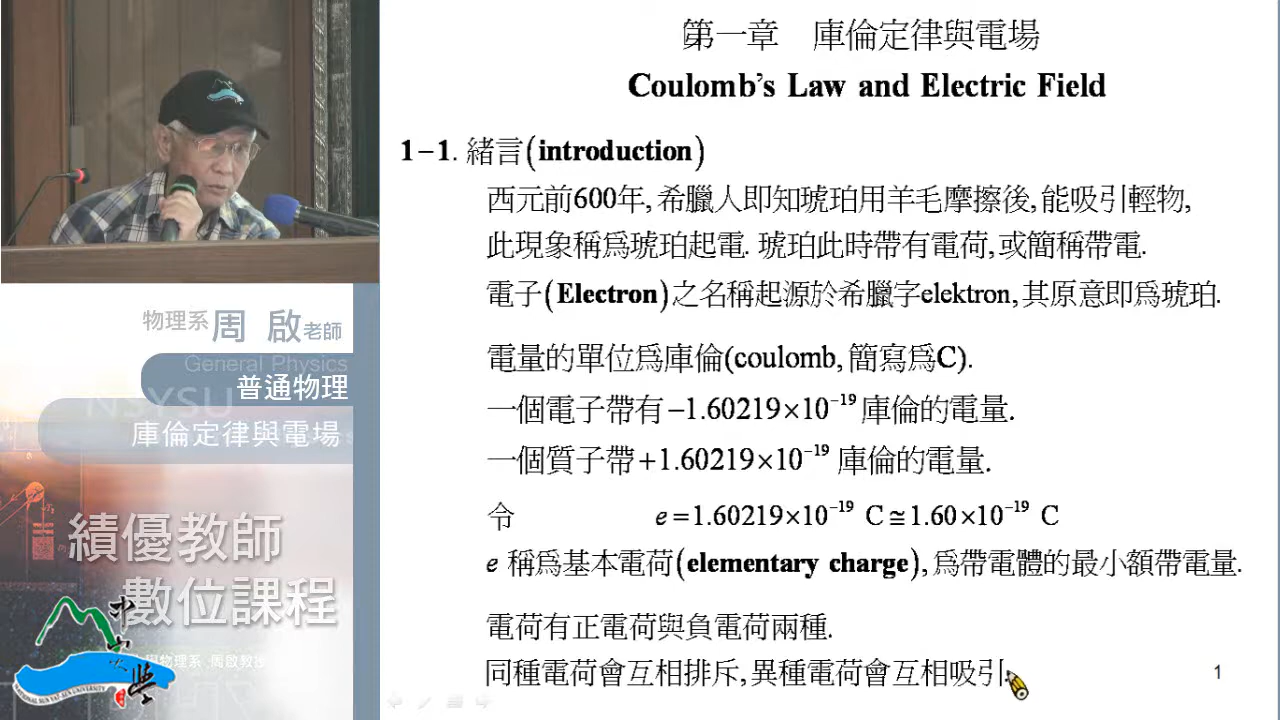 第一章 庫倫定律與電場
Coulomb's Law and Electric Field
1-1. 緒言(introduction)
西元前600年, 希臘人即知琥珀用羊毛摩擦後, 能吸引輕物,
此現象稱爲琥珀起電. 琥珀此時帶有電荷, 或簡稱帶電.
電子(Electron)之名稱起源於希臘字elektron, 其原意即爲琥珀.
電量的單位爲庫倫(coulomb, 簡寫爲C).
一個電子帶有 −1.60219×10⁻¹⁹ 庫倫的電量.
一個質子帶 +1.60219×10⁻¹⁹ 庫倫的電量.
令 e = 1.60219×10⁻¹⁹ C ≅ 1.60×10⁻¹⁹ C
e 稱爲基本電荷(elementary charge), 爲帶電體的最小額帶電量.
電荷有正電荷與負電荷兩種.
同種電荷會互相排斥, 異種電荷會互相吸引
1
物理系 周 啟 老師
General Physics
普通物理
NSYSU
庫倫定律與電場
績優教師
數位課程